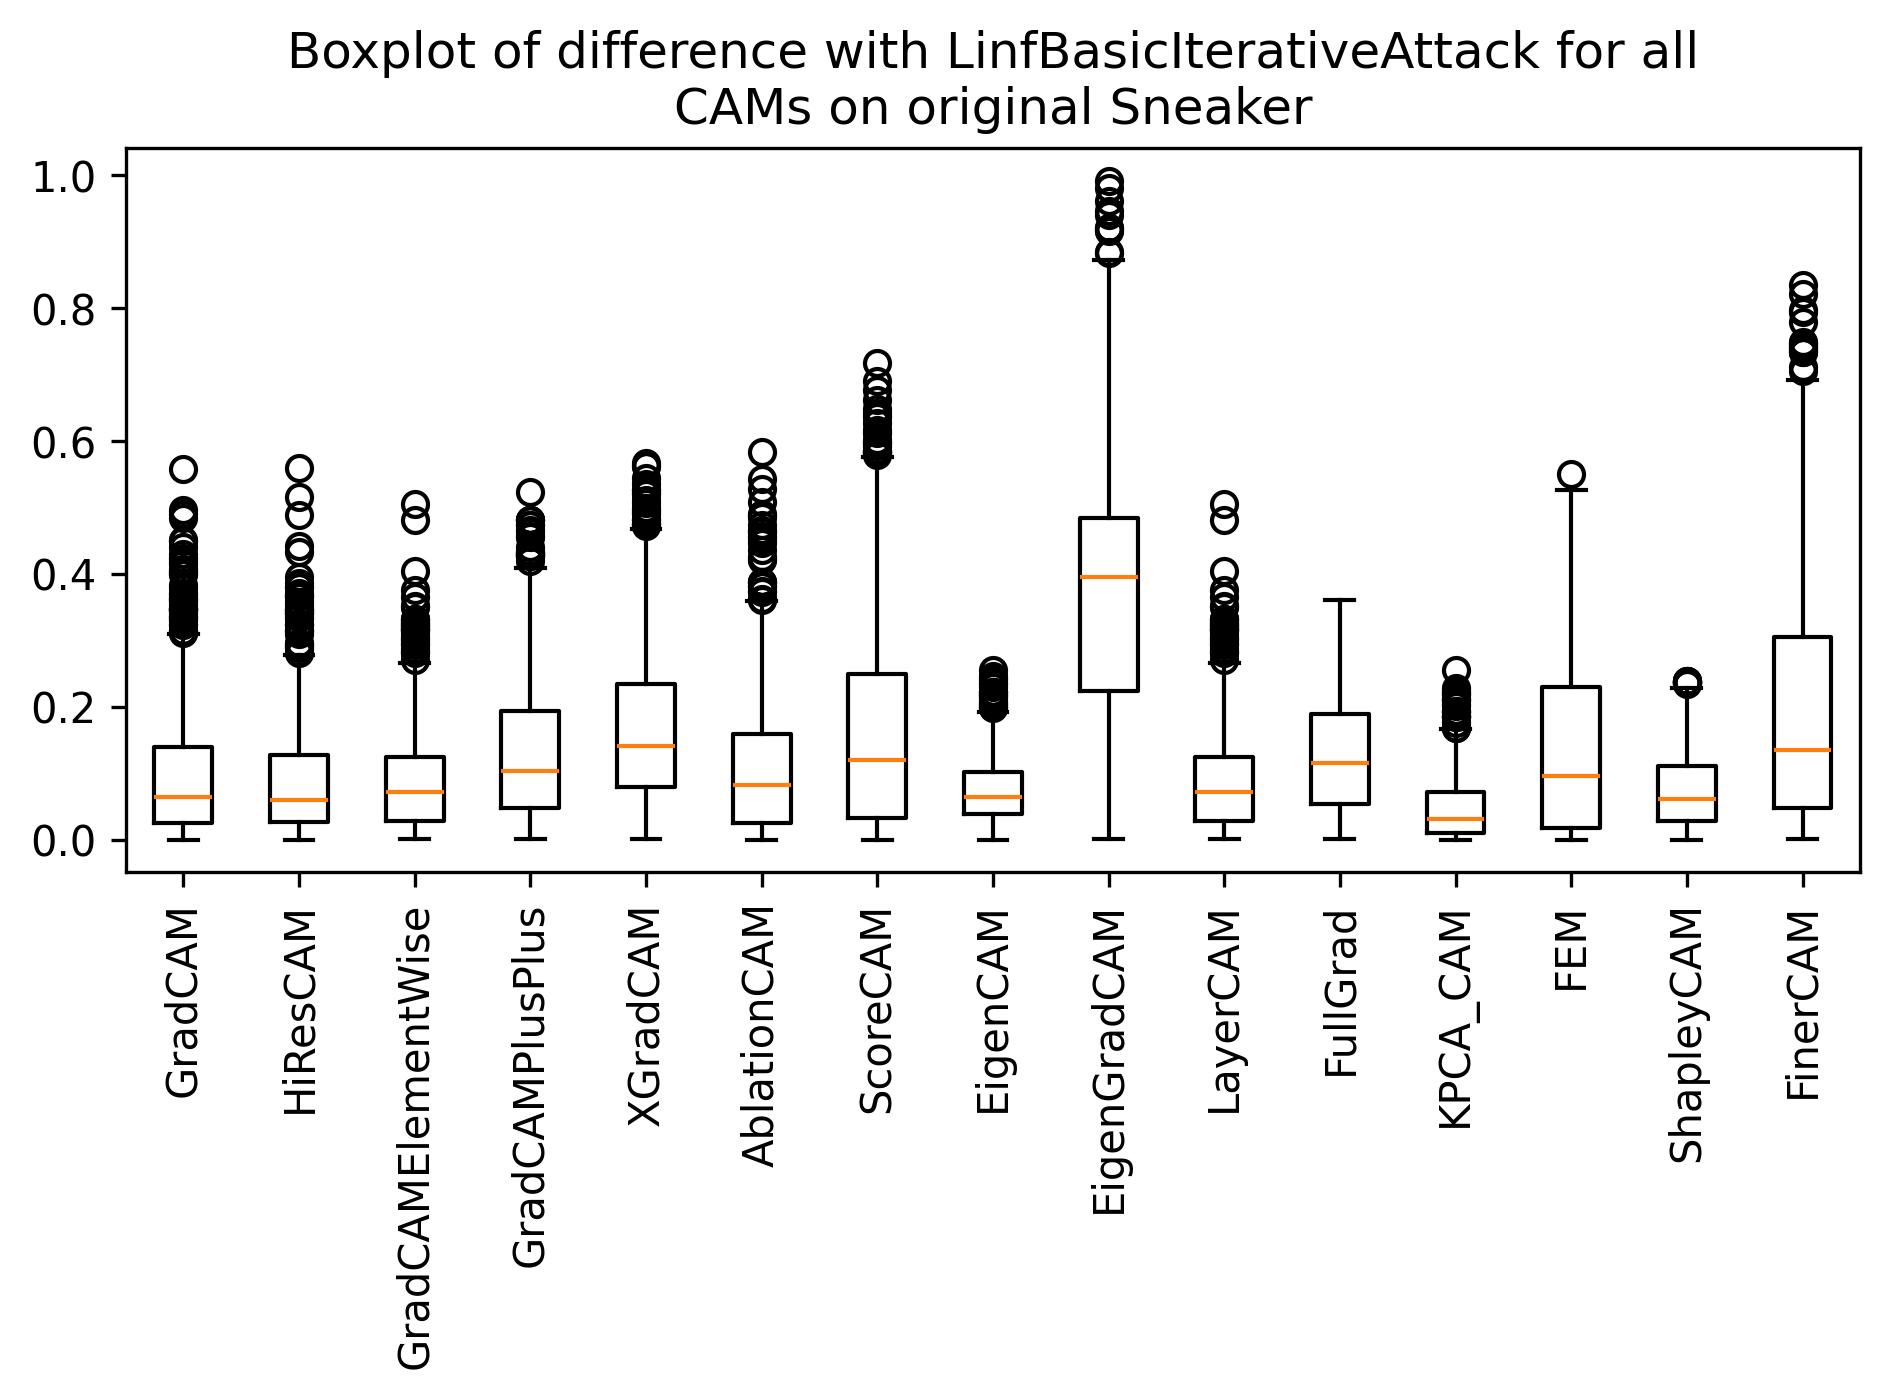 Boxplot of difference with LinfBasicIterativeAttack for all
CAMs on original Sneaker
1.0
0.8
0.6
0.4
0.2
0.0
GradCAM
HiResCAM
GradCAMElementWise
GradCAMPlusPlus
XGradCAM
AblationCAM
ScoreCAM
EigenCAM
EigenGradCAM
LayerCAM
FullGrad
KPCA_CAM
FEM
ShapleyCAM
FinerCAM